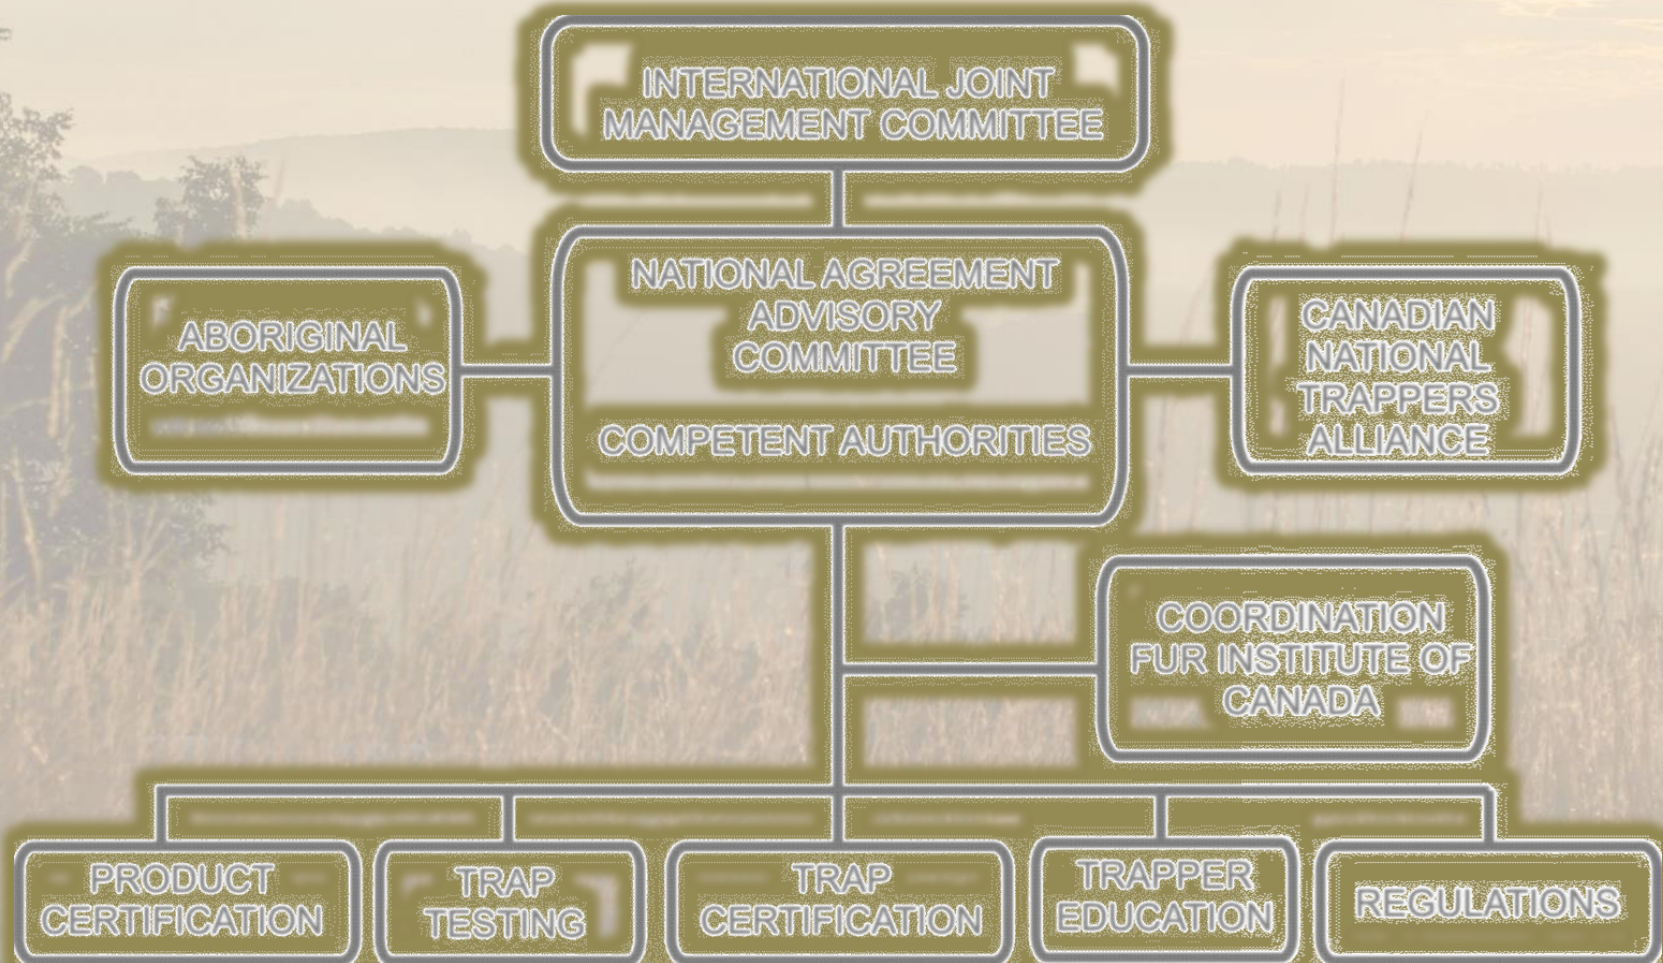 INTERNATIONAL JOINT
MANAGEMENT COMMITTEE
NATIONAL AGREEMENT
ADVISORY
COMMITTEE
COMPETENT AUTHORITIES
ABORIGINAL
ORGANIZATIONS
CANADIAN
NATIONAL
TRAPPERS
ALLIANCE
COORDINATION
FUR INSTITUTE OF
CANADA
PRODUCT
CERTIFICATION
TRAP
TESTING
TRAP
CERTIFICATION
TRAPPER
EDUCATION
REGULATIONS